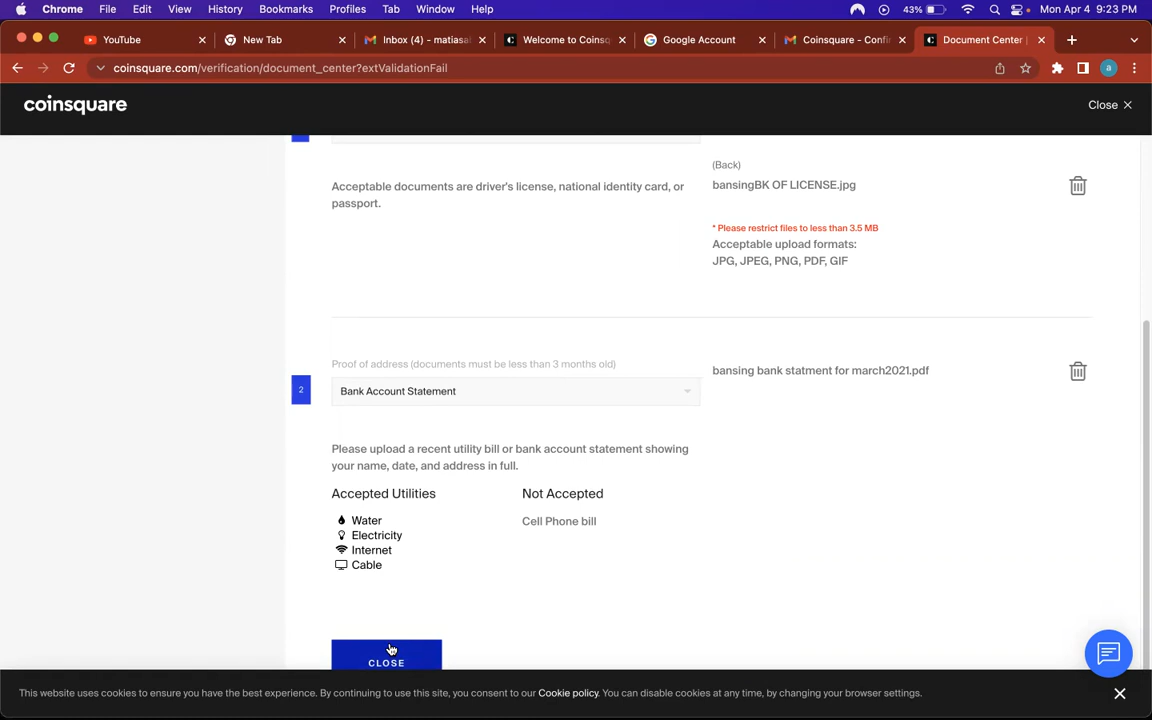 Chrome File Edit View History Bookmarks Profiles Tab Window Help 43% Mon Apr 4 9:23 PM
YouTube New Tab Inbox (4) - matiasal Welcome to Coinsq Google Account Coinsquare - Confi Document Center |
coinsquare.com/verification/document_center?extValidationFail a
coinsquare Close
(Back)
bansingBK OF LICENSE.jpg
Acceptable documents are driver's license, national identity card, or
passport.
* Please restrict files to less than 3.5 MB
Acceptable upload formats:
JPG, JPEG, PNG, PDF, GIF
Proof of address (documents must be less than 3 months old)
2 Bank Account Statement
bansing bank statment for march2021.pdf
Please upload a recent utility bill or bank account statement showing
your name, date, and address in full.
Accepted Utilities Not Accepted
Water Cell Phone bill
Electricity
Internet
Cable
CLOSE
This website uses cookies to ensure you have the best experience. By continuing to use this site, you consent to our Cookie policy. You can disable cookies at any time, by changing your browser settings.